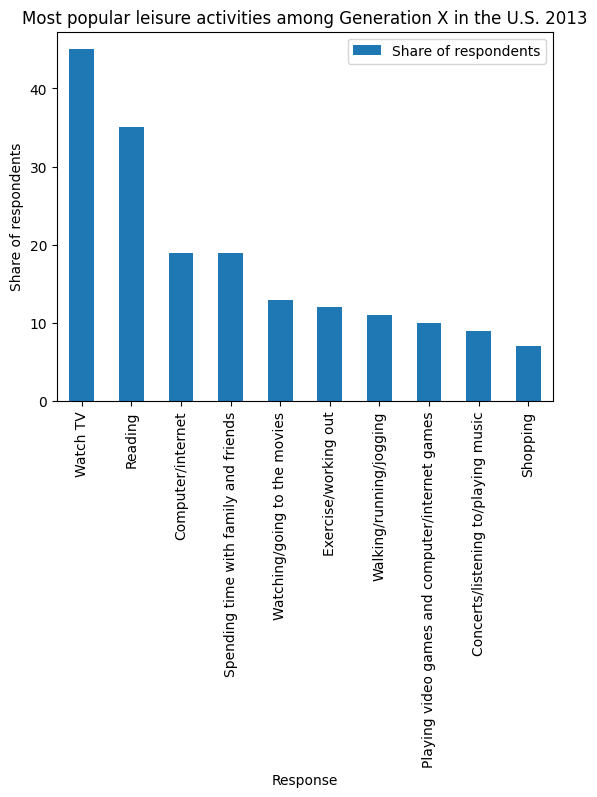 Most popular leisure activities among Generation X in the U.S. 2013
Share of respondents
Share of respondents
40
30
20
10
0
Watch TV
Reading
Computer/internet
Spending time with family and friends
Watching/going to the movies
Exercise/working out
Walking/running/jogging
Playing video games and computer/internet games
Concerts/listening to/playing music
Shopping
Response